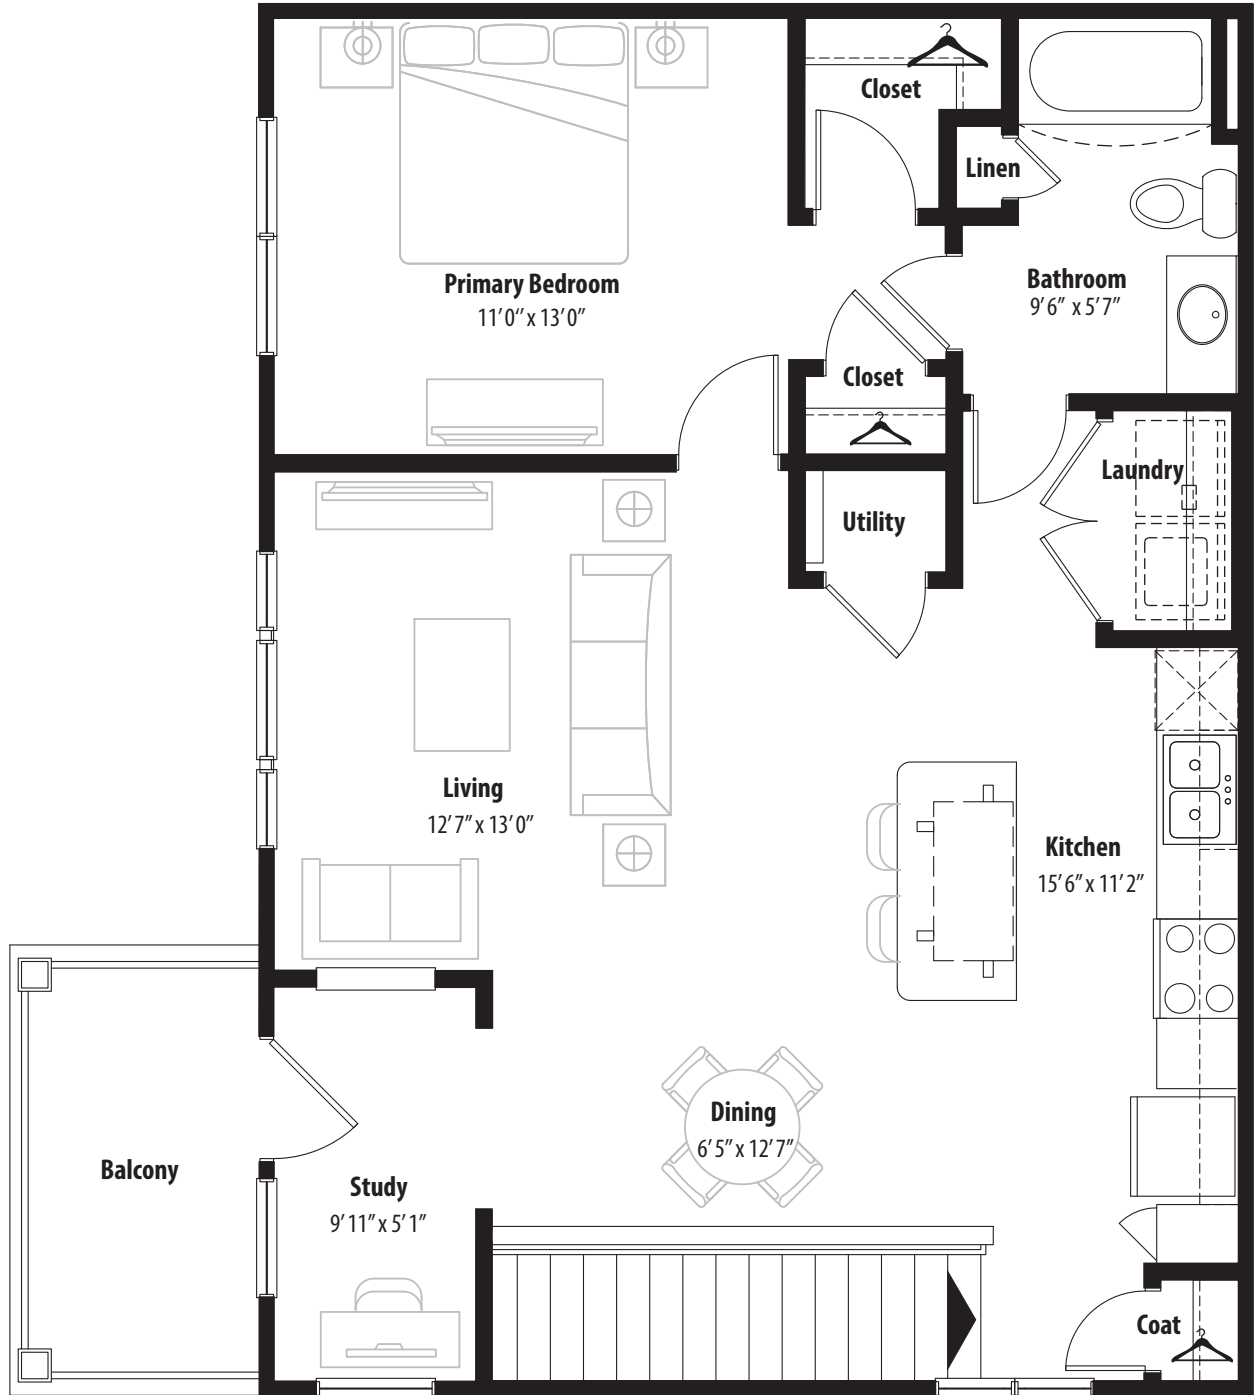 Closet
Linen
Primary Bedroom
11'0" x 13'0"
Bathroom
9'6" x 5'7"
Closet
Laundry
Utility
Living
12'7" x 13'0"
Kitchen
15'6" x 11'2"
Dining
6'5" x 12'7"
Balcony
Study
9'11" x 5'1"
Coat